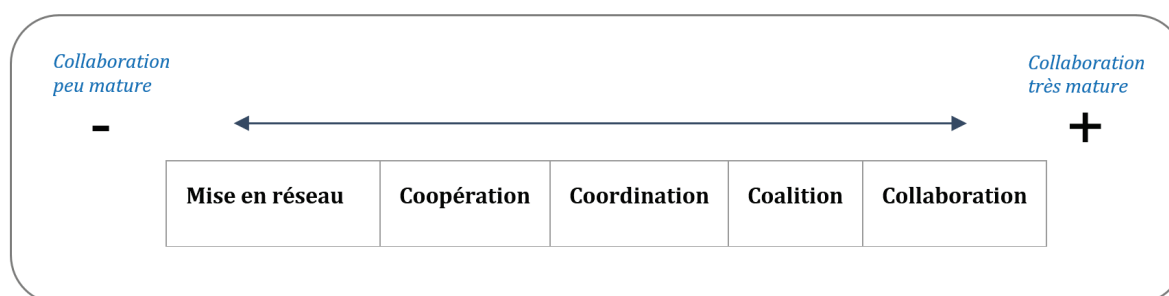 Collaboration
peu mature
Collaboration
très mature
-
+
Mise en réseau
Coopération
Coordination
Coalition
Collaboration